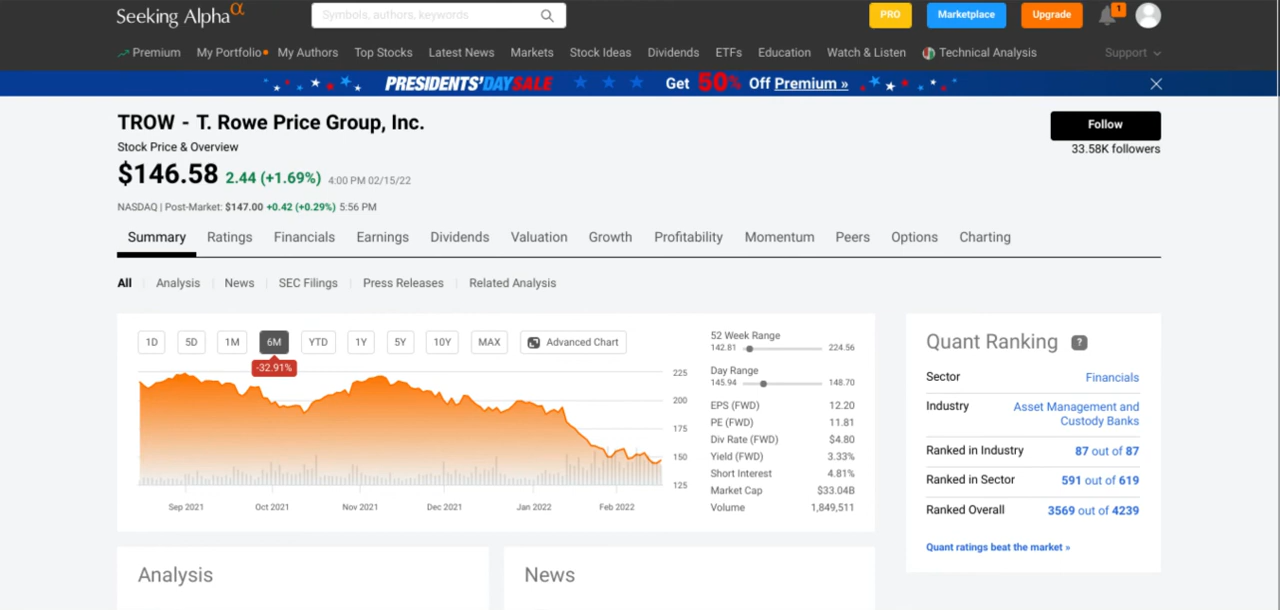 Seeking Alpha α
Symbols, authors, keywords
PRO
Marketplace
Upgrade
1
Premium My Portfolio My Authors Top Stocks Latest News Markets Stock Ideas Dividends ETFs Education Watch & Listen Technical Analysis Support
PRESIDENTS' DAY SALE Get 50% Off Premium »
TROW - T. Rowe Price Group, Inc.
Follow
Stock Price & Overview
33.58K followers
$146.58 2.44 (+1.69%) 4:00 PM 02/15/22
NASDAQ | Post-Market: $147.00 +0.42 (+0.29%) 5:56 PM
Summary Ratings Financials Earnings Dividends Valuation Growth Profitability Momentum Peers Options Charting
All Analysis News SEC Filings Press Releases Related Analysis
1D 5D 1M 6M YTD 1Y 5Y 10Y MAX Advanced Chart
-32.91%
225
200
175
150
125
Sep 2021 Oct 2021 Nov 2021 Dec 2021 Jan 2022 Feb 2022
52 Week Range
142.81 224.56
Day Range
145.94 148.70
EPS (FWD) 12.20
PE (FWD) 11.81
Div Rate (FWD) $4.80
Yield (FWD) 3.33%
Short Interest 4.81%
Market Cap $33.04B
Volume 1,849,511
Quant Ranking ?
Sector Financials
Industry Asset Management and
Custody Banks
Ranked in Industry 87 out of 87
Ranked in Sector 591 out of 619
Ranked Overall 3569 out of 4239
Quant ratings beat the market »
Analysis
News